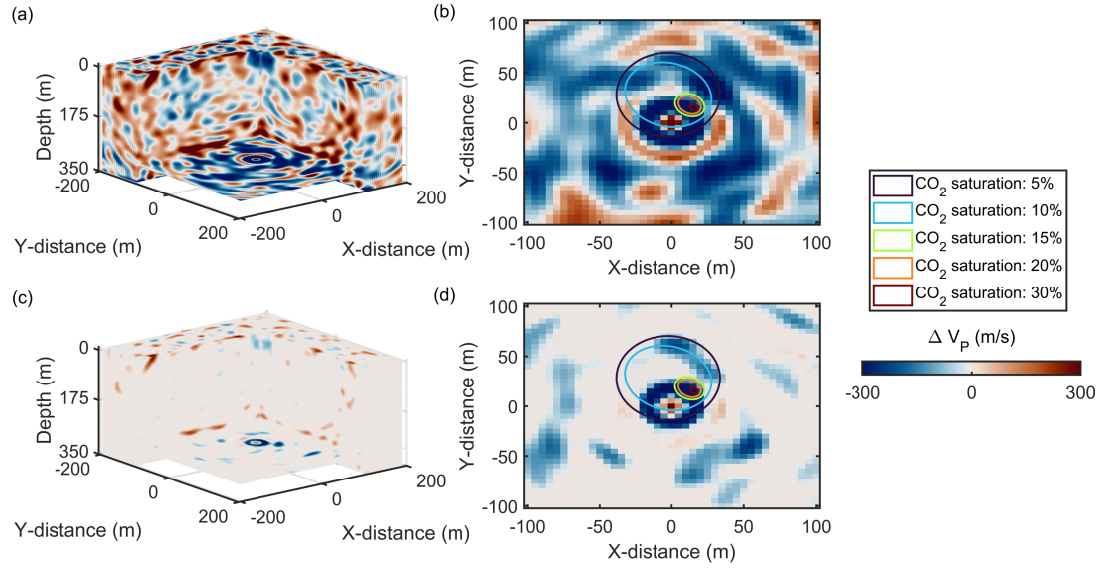 (a)
0
175
350
Depth (m)
-200
0
200
Y-distance (m)
-200
0
200
X-distance (m)
(b)
100
50
0
-50
-100
Y-distance (m)
-100
-50
0
50
100
X-distance (m)
CO2 saturation: 5%
CO2 saturation: 10%
CO2 saturation: 15%
CO2 saturation: 20%
CO2 saturation: 30%
Δ VP (m/s)
-300
0
300
(c)
0
175
350
Depth (m)
-200
0
200
Y-distance (m)
-200
0
200
X-distance (m)
(d)
100
50
0
50
100
Y-distance (m)
-100
-50
0
50
100
X-distance (m)